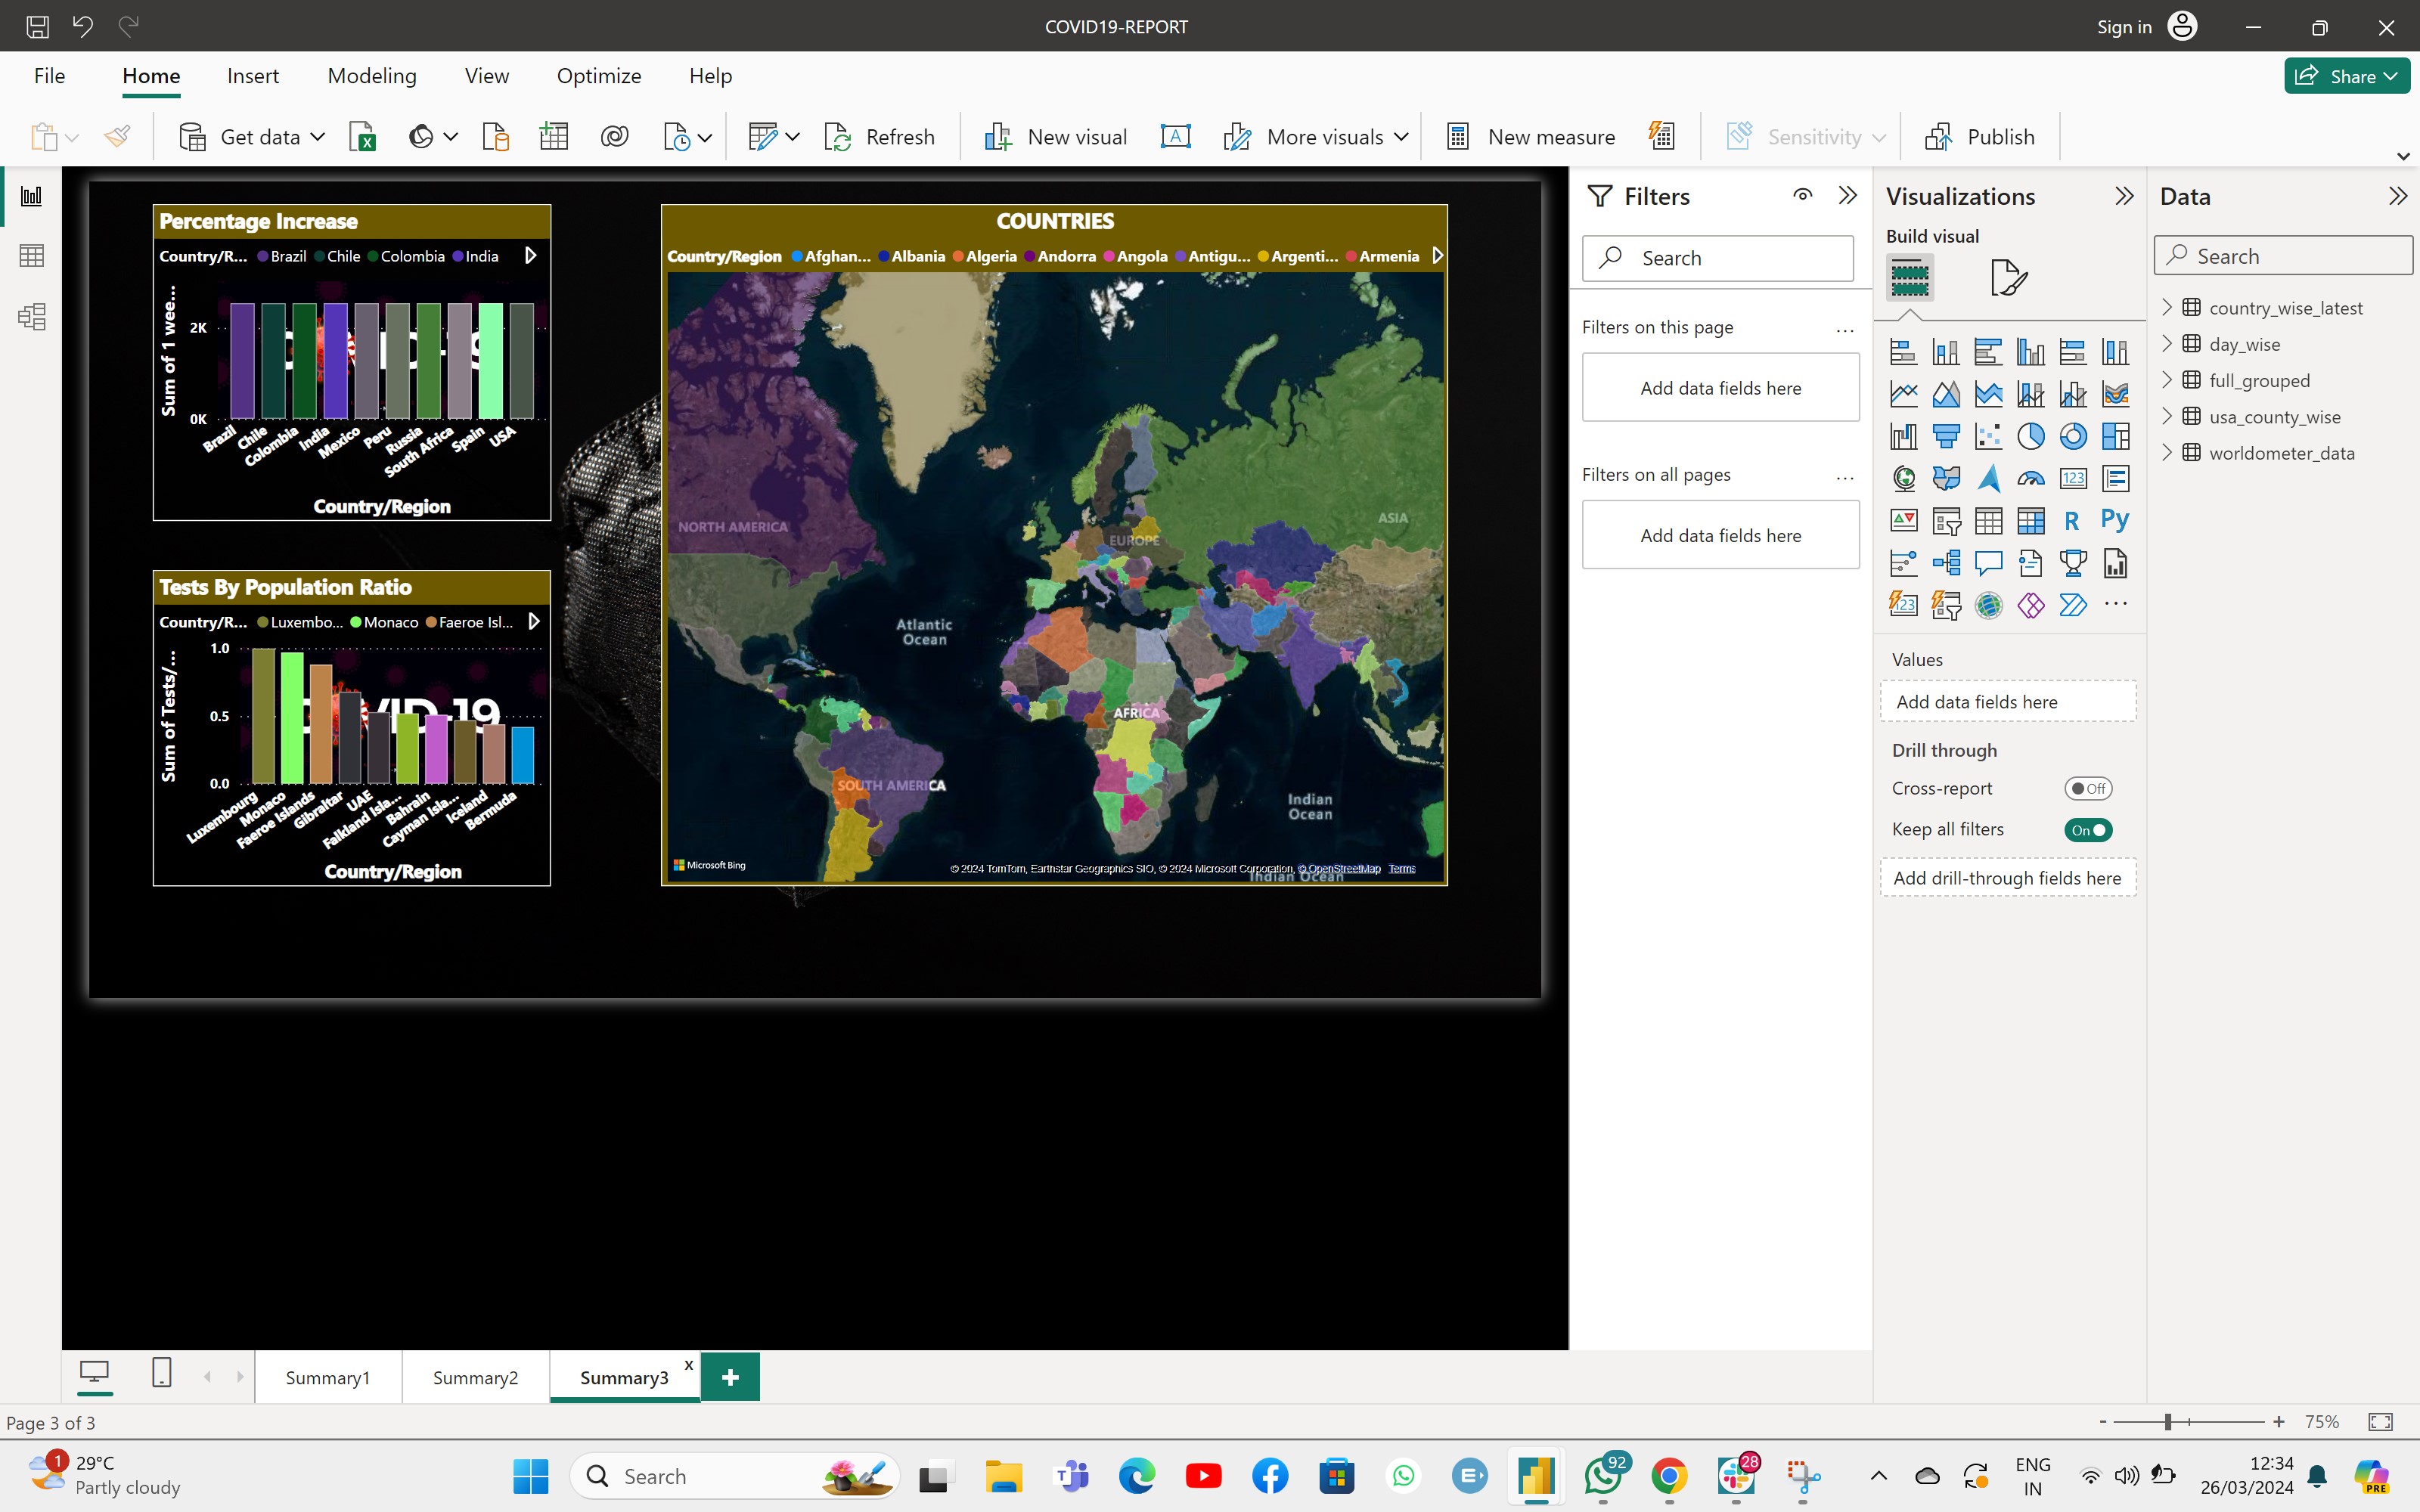 COVID19-REPORT
Sign in
File Home Insert Modeling View Optimize Help
Share
Get data
Refresh
New visual
More visuals
New measure
Sensitivity
Publish
Percentage Increase
Country/R... Brazil Chile Colombia India
Sum of 1 wee...
2K
0K
Brazil Chile Colombia India Mexico Peru Russia South Africa Spain USA
Country/Region
Tests By Population Ratio
Country/R... Luxembo... Monaco Faeroe Isl...
Sum of Tests/...
1.0
0.5
0.0
Luxembourg Monaco Faeroe Islands Gibraltar UAE Falkland Isla... Bahrain Cayman Isla... Iceland Bermuda
Country/Region
COUNTRIES
Country/Region Afghan... Albania Algeria Andorra Angola Antigu... Argenti... Armenia
NORTH AMERICA
EUROPE
ASIA
Atlantic
Ocean
AFRICA
SOUTH AMERICA
Indian
Ocean
Microsoft Bing
© 2024 TomTom, Earthstar Geographics SIO, © 2024 Microsoft Corporation, © OpenStreetMap Terms
Indian Ocean
Filters
Search
Filters on this page
...
Add data fields here
Filters on all pages
...
Add data fields here
Visualizations
Build visual
123
R Py
123
...
Values
Add data fields here
Drill through
Cross-report Off
Keep all filters On
Add drill-through fields here
Data
Search
country_wise_latest
day_wise
full_grouped
usa_county_wise
worldometer_data
Summary1 Summary2 Summary3 x +
Page 3 of 3
- + 75%
1
29°C
Partly cloudy
Search
92
28
ENG
IN
12:34
26/03/2024
PRE